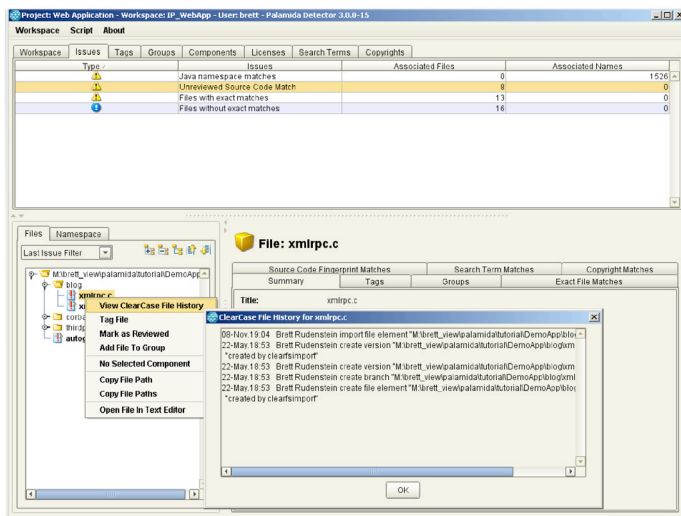 Project: Web Application - Workspace: IP_WebApp - User: brett - Palamida Detector 3.0.0-15
Workspace Script About
Workspace Issues Tags Groups Components Licenses Search Terms Copyrights
Type Issues Associated Files Associated Names
Java namespace matches 0 1526
Unreviewed Source Code Match 8 0
Files with exact matches 13 0
Files without exact matches 16 0
Files Namespace
Last Issue Filter
M:\brett_view\palamida\tutorial\DemoApp
blog
xmlrpc.c
corba
thirdp
autog
View ClearCase File History
Tag File
Mark as Reviewed
Add File To Group
No Selected Component
Copy File Path
Copy File Paths
Open File In Text Editor
File: xmlrpc.c
Source Code Fingerprint Matches Search Term Matches Copyright Matches
Summary Tags Groups Exact File Matches
Title: xmlrpc.c
ClearCase File History for xmlrpc.c
08-Nov.19:04 Brett Rudenstein import file element "M:\brett_view\palamida\tutorial\DemoApp\blog
22-May.18:53 Brett Rudenstein create version "M:\brett_view\palamida\tutorial\DemoApp\blog\xm
"created by clearfsimport"
22-May.18:53 Brett Rudenstein create version "M:\brett_view\palamida\tutorial\DemoApp\blog\xm
22-May.18:53 Brett Rudenstein create branch "M:\brett_view\palamida\tutorial\DemoApp\blog\xml
22-May.18:53 Brett Rudenstein create file element "M:\brett_view\palamida\tutorial\DemoApp\blog
"created by clearfsimport"
OK